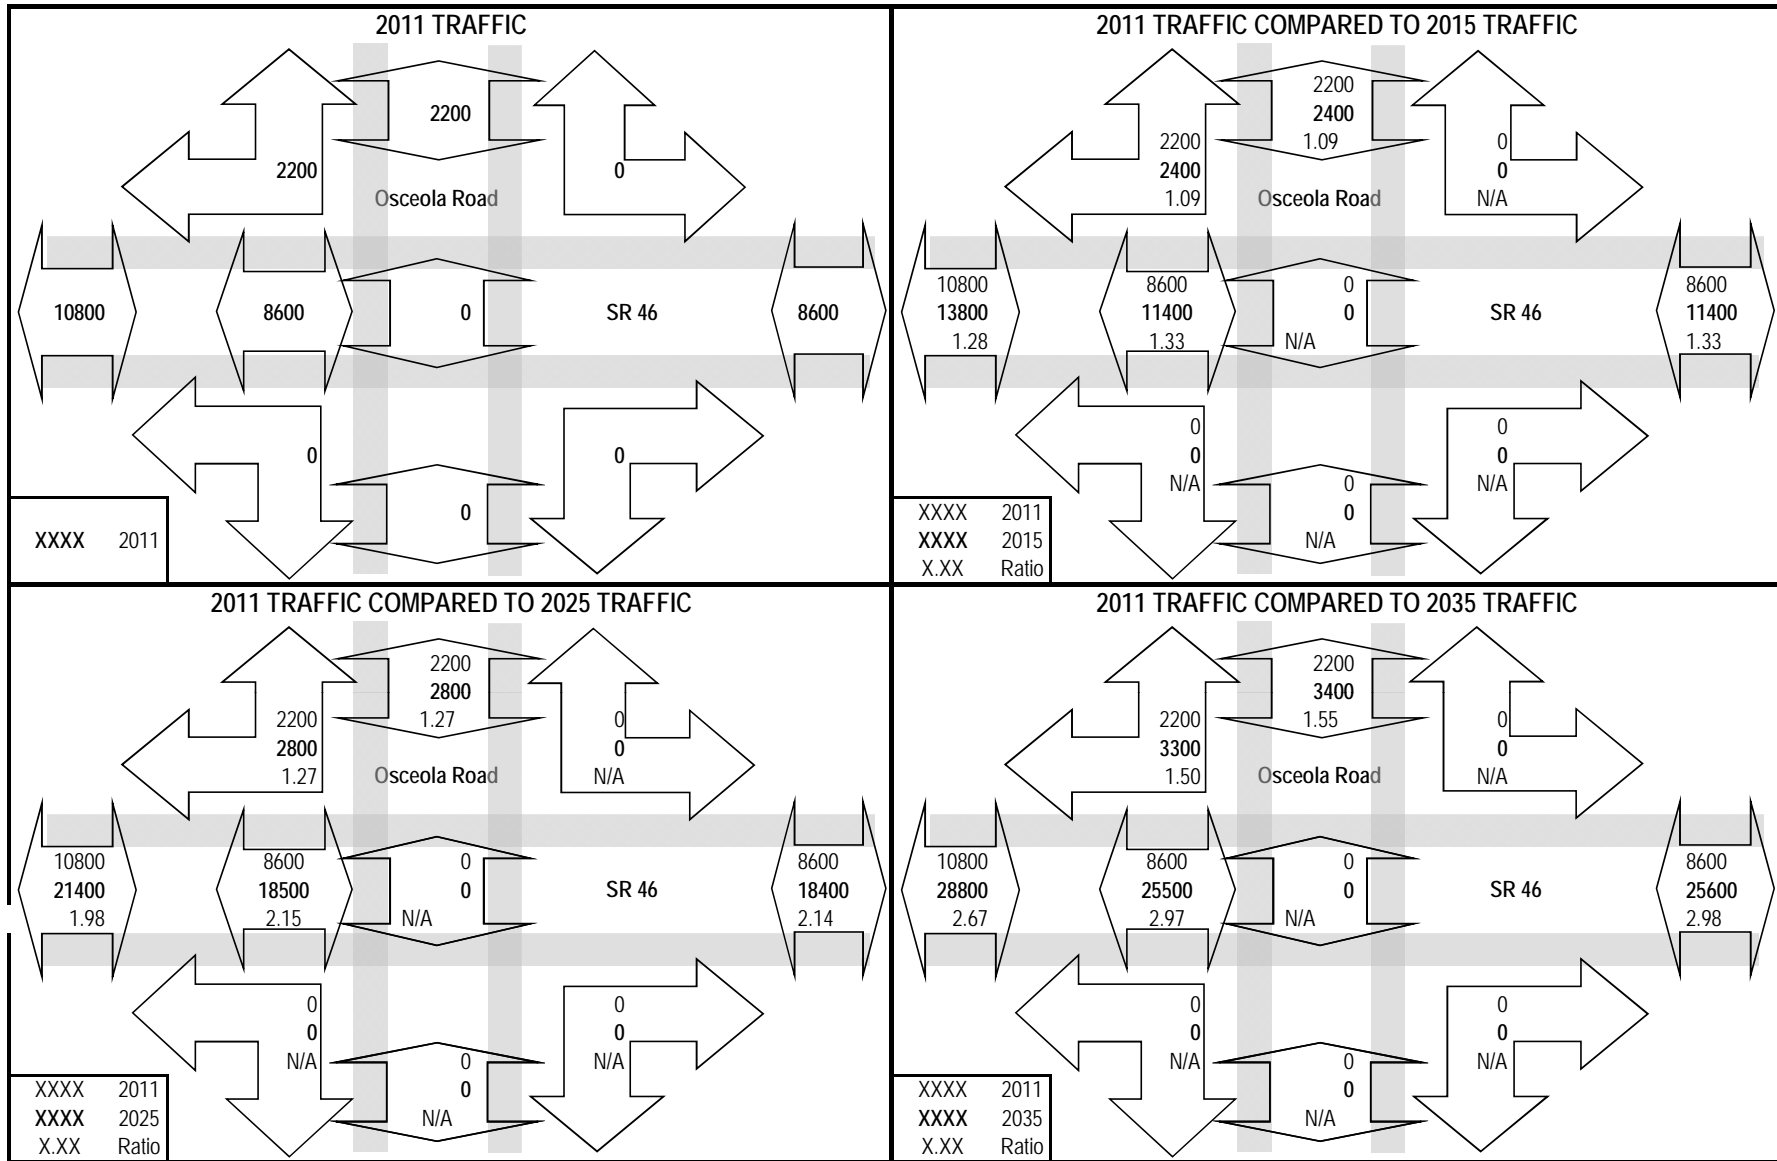 2011 TRAFFIC
2200
2200
0
Osceola Road
10800
8600
0
SR 46
8600
0
0
0
XXXX 2011
2011 TRAFFIC COMPARED TO 2015 TRAFFIC
2200
2400
1.09
2200
2400
1.09
0
0
N/A
Osceola Road
10800
13800
1.28
8600
11400
1.33
0
0
N/A
SR 46
8600
11400
1.33
0
0
N/A
0
0
N/A
0
0
N/A
XXXX 2011
XXXX 2015
X.XX Ratio
2011 TRAFFIC COMPARED TO 2025 TRAFFIC
2200
2800
1.27
2200
2800
1.27
0
0
N/A
Osceola Road
10800
21400
1.98
8600
18500
2.15
0
0
N/A
SR 46
8600
18400
2.14
0
0
N/A
0
0
N/A
0
0
N/A
XXXX 2011
XXXX 2025
X.XX Ratio
2011 TRAFFIC COMPARED TO 2035 TRAFFIC
2200
3400
1.55
2200
3300
1.50
0
0
N/A
Osceola Road
10800
28800
2.67
8600
25500
2.97
0
0
N/A
SR 46
8600
25600
2.98
0
0
N/A
0
0
N/A
0
0
N/A
XXXX 2011
XXXX 2035
X.XX Ratio